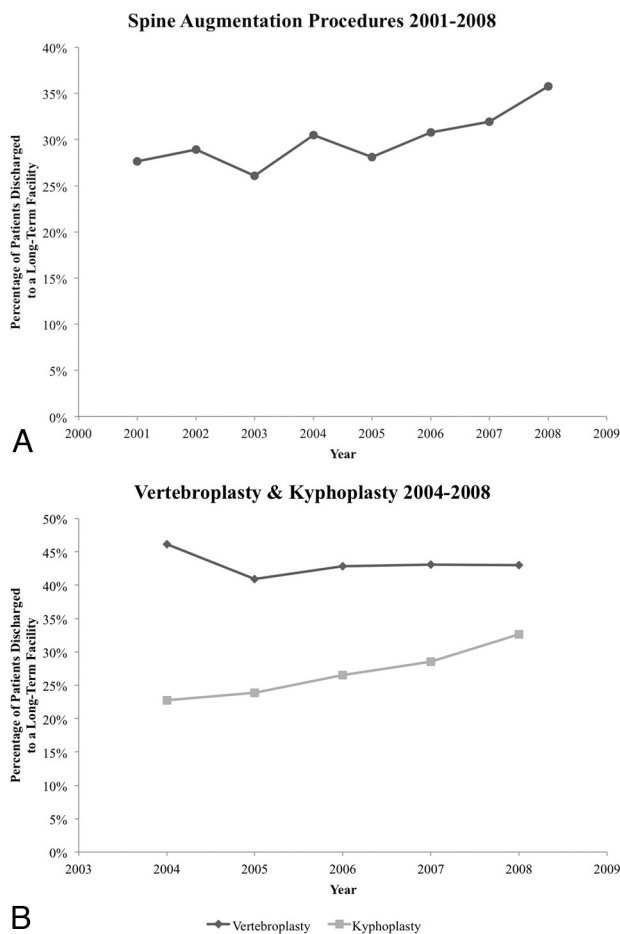 Spine Augmentation Procedures 2001-2008
40%
35%
30%
25%
20%
15%
10%
5%
0%
Percentage of Patients Discharged
to a Long-Term Facility
2000 2001 2002 2003 2004 2005 2006 2007 2008 2009
Year
A
Vertebroplasty & Kyphoplasty 2004-2008
50%
45%
40%
35%
30%
25%
20%
15%
10%
5%
0%
Percentage of Patients Discharged
to a Long-Term Facility
2003 2004 2005 2006 2007 2008 2009
Year
B
Vertebroplasty Kyphoplasty